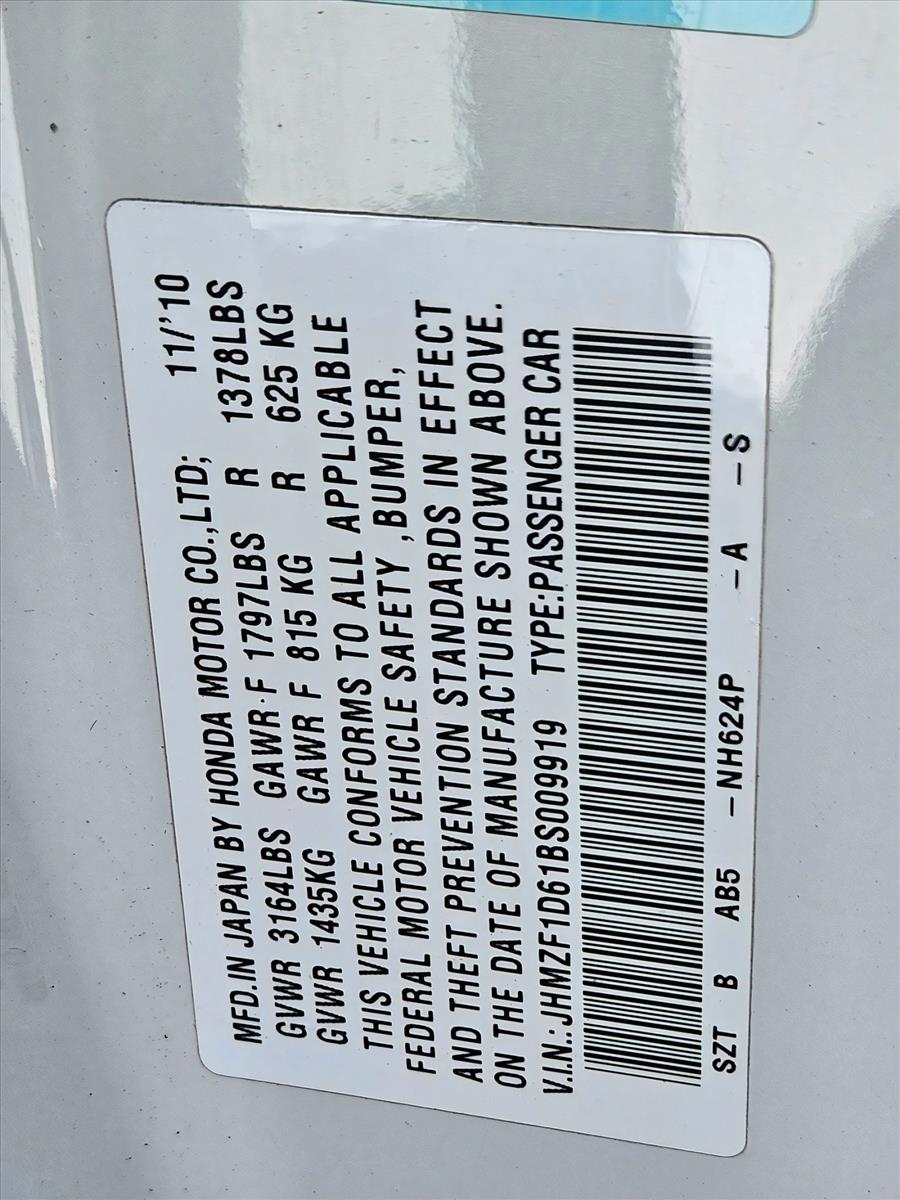 MFD.IN JAPAN BY HONDA MOTOR CO.,LTD; 11/'10
GVWR 3164LBS GAWR F 1797LBS R 1378LBS
GVWR 1435KG GAWR F 815 KG R 625 KG
THIS VEHICLE CONFORMS TO ALL APPLICABLE
FEDERAL MOTOR VEHICLE SAFETY ,BUMPER,
AND THEFT PREVENTION STANDARDS IN EFFECT
ON THE DATE OF MANUFACTURE SHOWN ABOVE.
V.I.N.:JHMZF1D61BS009919 TYPE:PASSENGER CAR
SZT B AB5 -NH624P -A -S